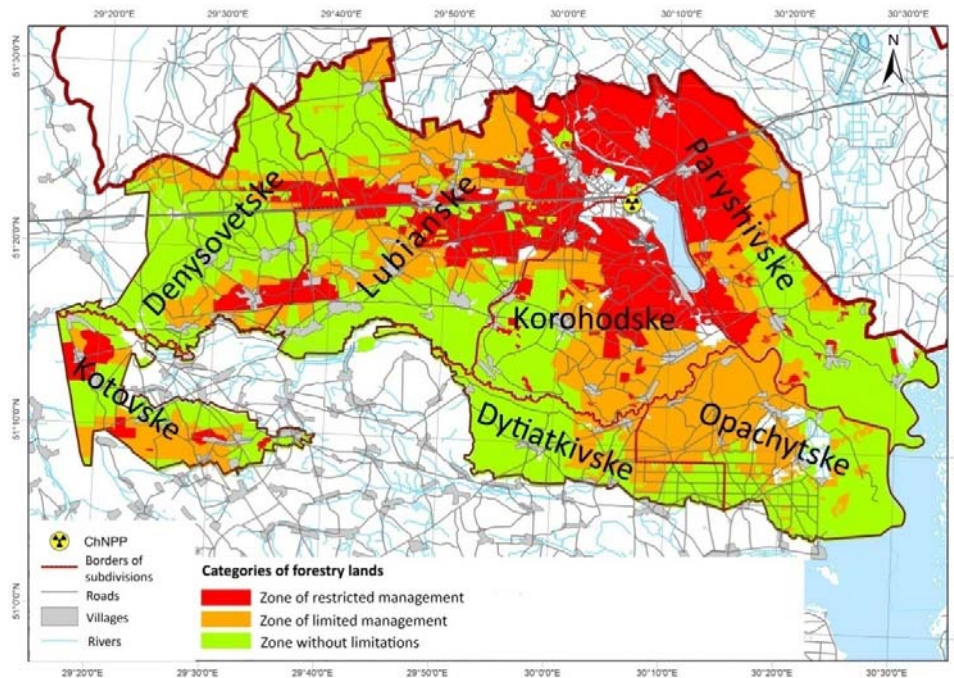 29°20'0"E 29°30'0"E 29°40'0"E 29°50'0"E 30°0'0"E 30°10'0"E 30°20'0"E 30°30'0"E
51°30'0"N
51°20'0"N
51°10'0"N
51°0'0"N
N
Paryshivske
Denysovetske
Lubianske
Korohodske
Kotovske
Dytiatkivske
Opachytske
ChNPP
Borders of
subdivisions
Roads
Villages
Rivers
Categories of forestry lands
Zone of restricted management
Zone of limited management
Zone without limitations
29°20'0"E 29°30'0"E 29°40'0"E 29°50'0"E 30°0'0"E 30°10'0"E 30°20'0"E 30°30'0"E